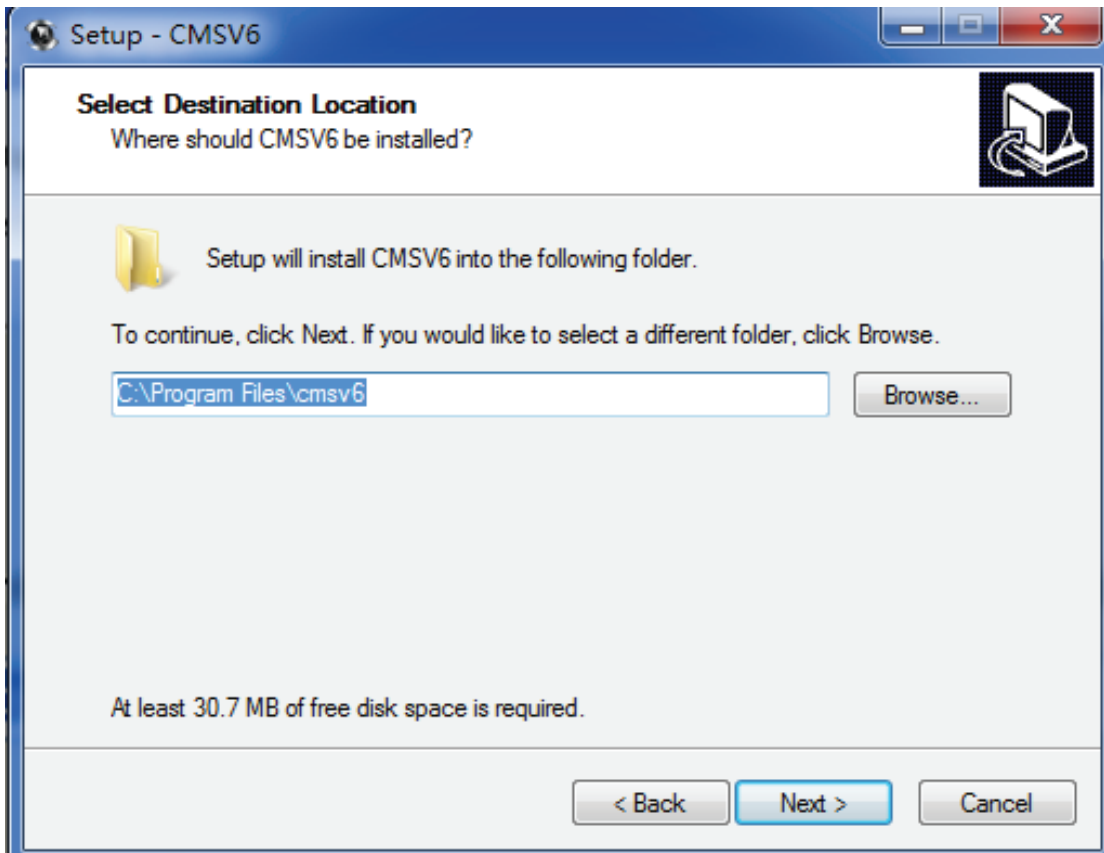 Setup - CMSV6
Select Destination Location
Where should CMSV6 be installed?
Setup will install CMSV6 into the following folder.
To continue, click Next. If you would like to select a different folder, click Browse.
C:\Program Files\cmsv6
Browse...
At least 30.7 MB of free disk space is required.
< Back
Next >
Cancel